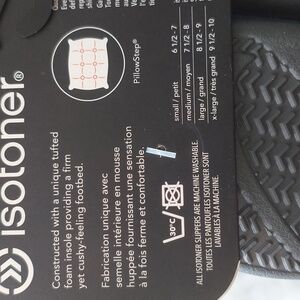 isotoner®
Constructed with a unique tufted
foam insole providing a firm
yet cushy-feeling footbed.
Fabrication unique avec
semelle intérieure en mousse
huppée fournissant une sensation
à la fois ferme et confortable.
PillowStep®
small / petit 6 - 7
medium / moyen 7 1/2 - 8
large / grand 8 1/2 - 9
x-large / très grand 9 1/2 - 10
30°C
ALL ISOTONER SLIPPERS ARE MACHINE WASHABLE
TOUTES LES PANTOUFLES ISOTONER SONT
LAVABLES À LA MACHINE.